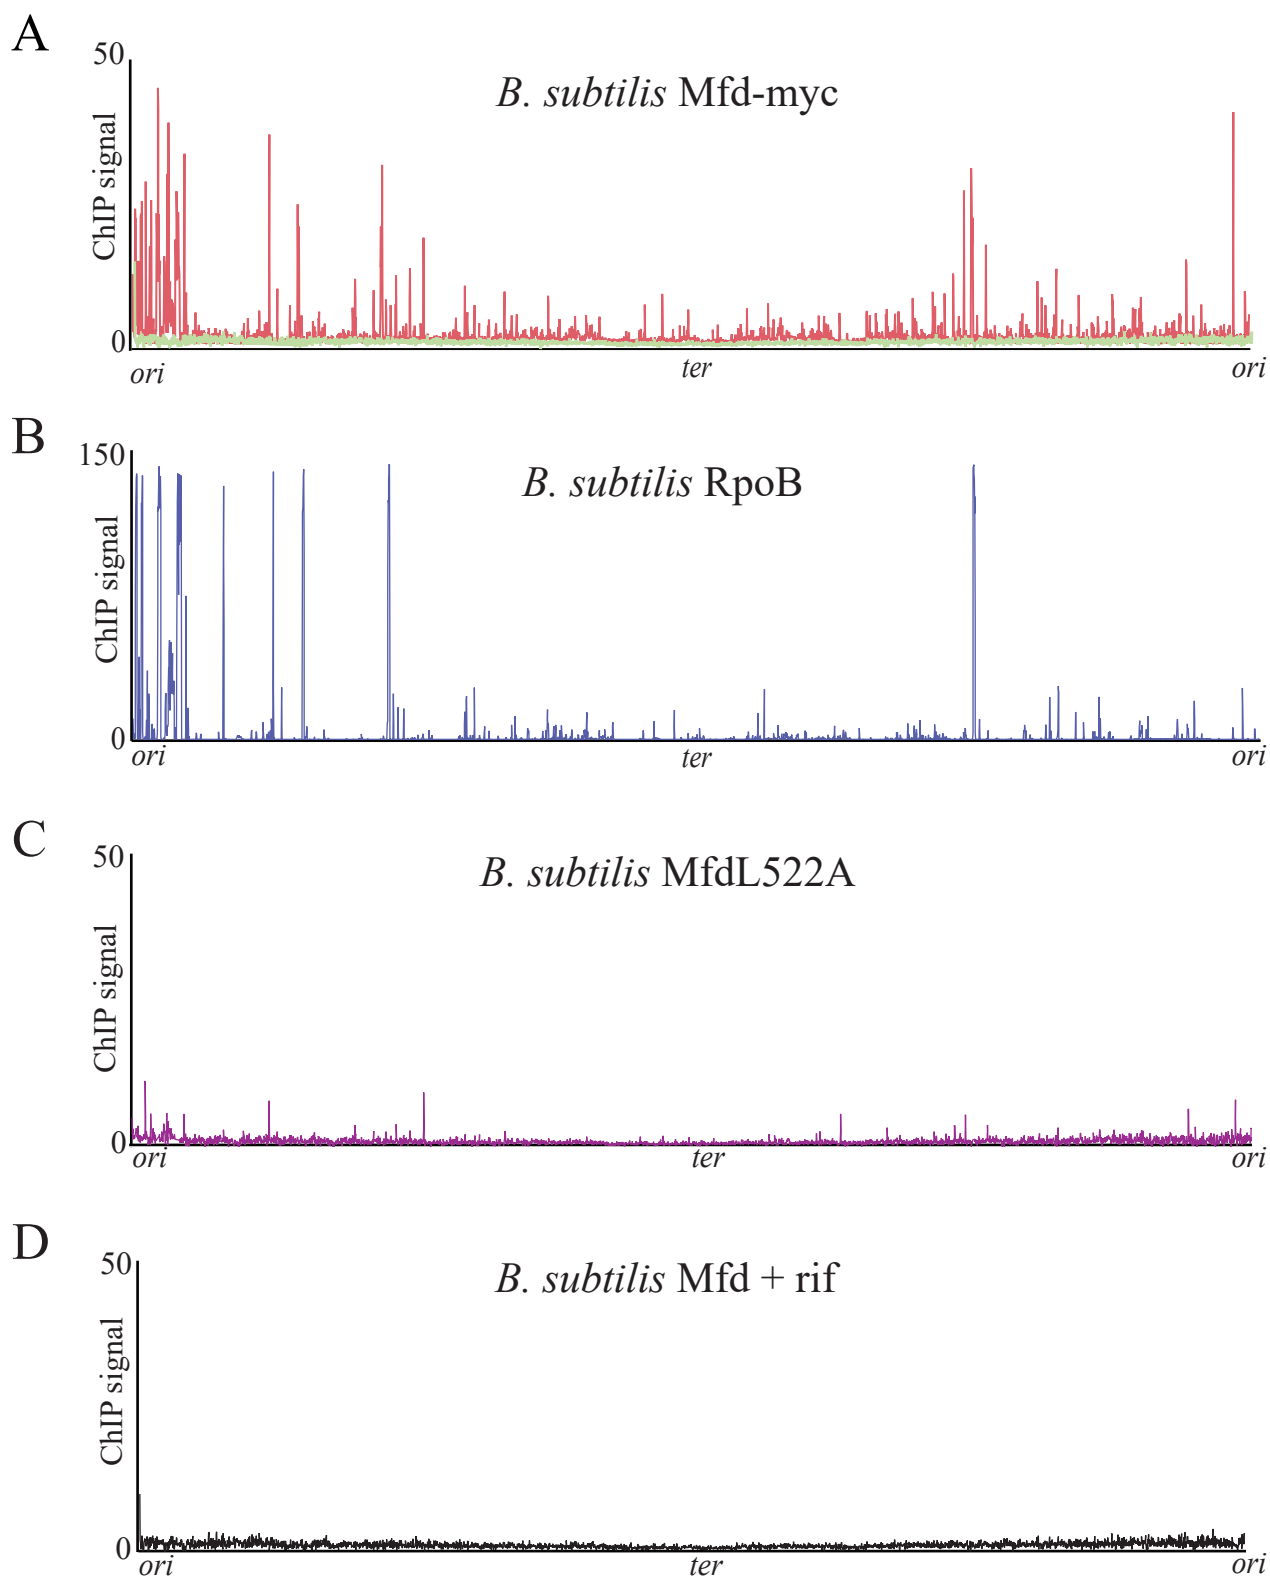 A
50
B. subtilis Mfd-myc
ChIP signal
0
ori
ter
ori
B
150
B. subtilis RpoB
ChIP signal
0
ori
ter
ori
C
50
B. subtilis MfdL522A
ChIP signal
0
ori
ter
ori
D
50
B. subtilis Mfd + rif
ChIP signal
0
ori
ter
ori